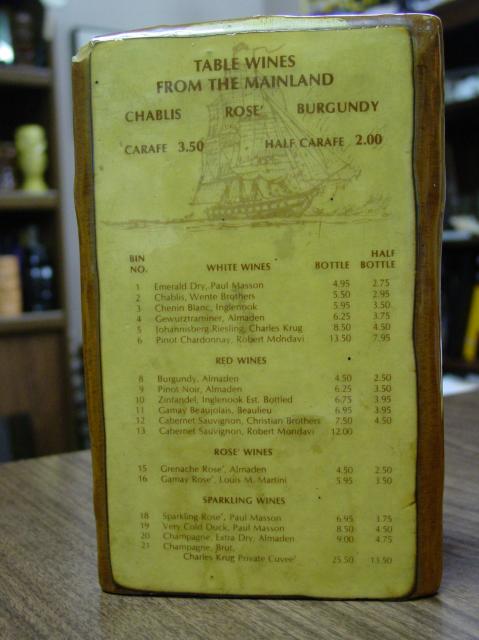 TABLE WINES
FROM THE MAINLAND
CHABLIS ROSE' BURGUNDY
CARAFE 3.50 HALF CARAFE 2.00
BIN NO. WHITE WINES BOTTLE HALF BOTTLE
1 Emerald Dry, Paul Masson 4.95 2.75
2 Chablis, Wente Brothers 5.50 2.95
3 Chenin Blanc, Inglenook 5.95 3.50
4 Gewurztraminer, Almaden 6.25 3.75
5 Johannisberg Riesling, Charles Krug 8.50 4.50
6 Pinot Chardonnay, Robert Mondavi 13.50 7.95
RED WINES
8 Burgundy, Almaden 4.50 2.50
9 Pinot Noir, Almaden 6.25 3.50
10 Zinfandel, Inglenook Est. Bottled 6.75 3.95
11 Gamay Beaujolais, Beaulieu 6.95 3.95
12 Cabernet Sauvignon, Christian Brothers 7.50 4.50
13 Cabernet Sauvignon, Robert Mondavi 12.00
ROSE' WINES
15 Grenache Rose', Almaden 4.50 2.50
16 Gamay Rose', Louis M. Martini 5.95 3.50
SPARKLING WINES
18 Sparkling Rose', Paul Masson 6.95 3.75
19 Very Cold Duck, Paul Masson 8.50 4.50
20 Champagne, Extra Dry, Almaden 9.00 4.75
21 Champagne, Brut,
Charles Krug Private Cuvee' 25.50 13.50